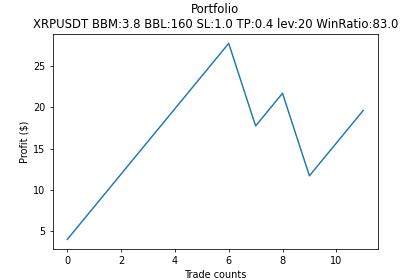 Portfolio
XRPUSDT BBM:3.8 BBL:160 SL:1.0 TP:0.4 lev:20 WinRatio:83.0
Profit ($)
25
20
15
10
5
0 2 4 6 8 10
Trade counts